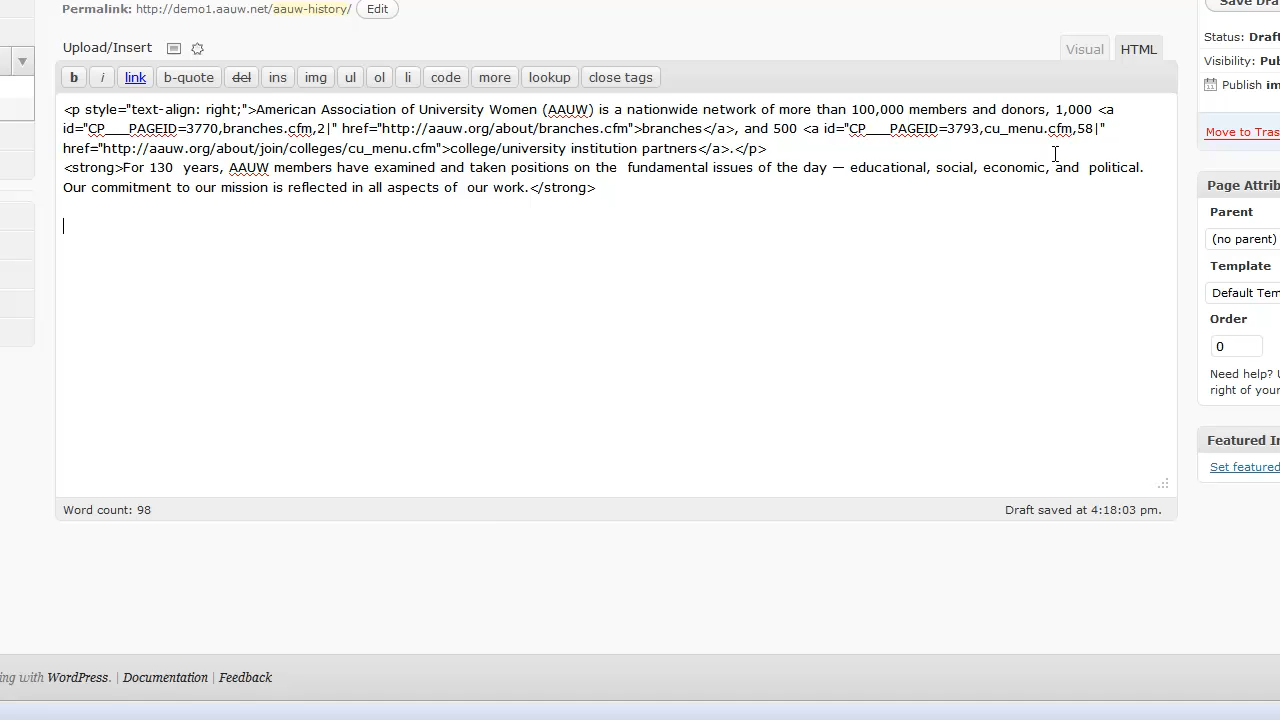 Permalink: http://demo1.aauw.net/aauw-history/ Edit
Save Dra
Status: Draft
Upload/Insert Visual HTML
Visibility: Pu
b i link b-quote del ins img ul ol li code more lookup close tags
Publish im
<p style="text-align: right;">American Association of University Women (AAUW) is a nationwide network of more than 100,000 members and donors, 1,000 <a
id="CP___PAGEID=3770,branches.cfm,2|" href="http://aauw.org/about/branches.cfm">branches</a>, and 500 <a id="CP___PAGEID=3793,cu_menu.cfm,58|"
href="http://aauw.org/about/join/colleges/cu_menu.cfm">college/university institution partners</a>.</p>
<strong>For 130  years, AAUW members have examined and taken positions on the  fundamental issues of the day — educational, social, economic, and  political.
Our commitment to our mission is reflected in all aspects of  our work.</strong>
Move to Tras
Page Attrib
Parent
(no parent)
Template
Default Tem
Order
0
Need help? U
right of your
Featured I
Set featured
Word count: 98
Draft saved at 4:18:03 pm.
ing with WordPress. | Documentation | Feedback